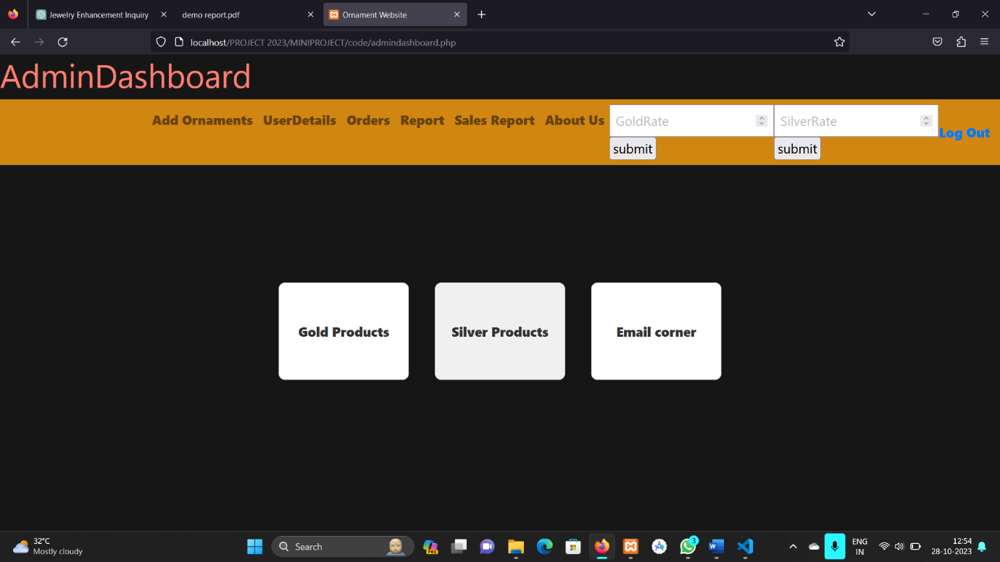 Jewelry Enhancement Inquiry
demo report.pdf
Ornament Website
localhost/PROJECT 2023/MINIPROJECT/code/admindashboard.php
AdminDashboard
Add Ornaments UserDetails Orders Report Sales Report About Us GoldRate SilverRate Log Out
submit submit
Gold Products Silver Products Email corner
32°C
Mostly cloudy
Search
PRE
3
ENG
IN
12:54
28-10-2023